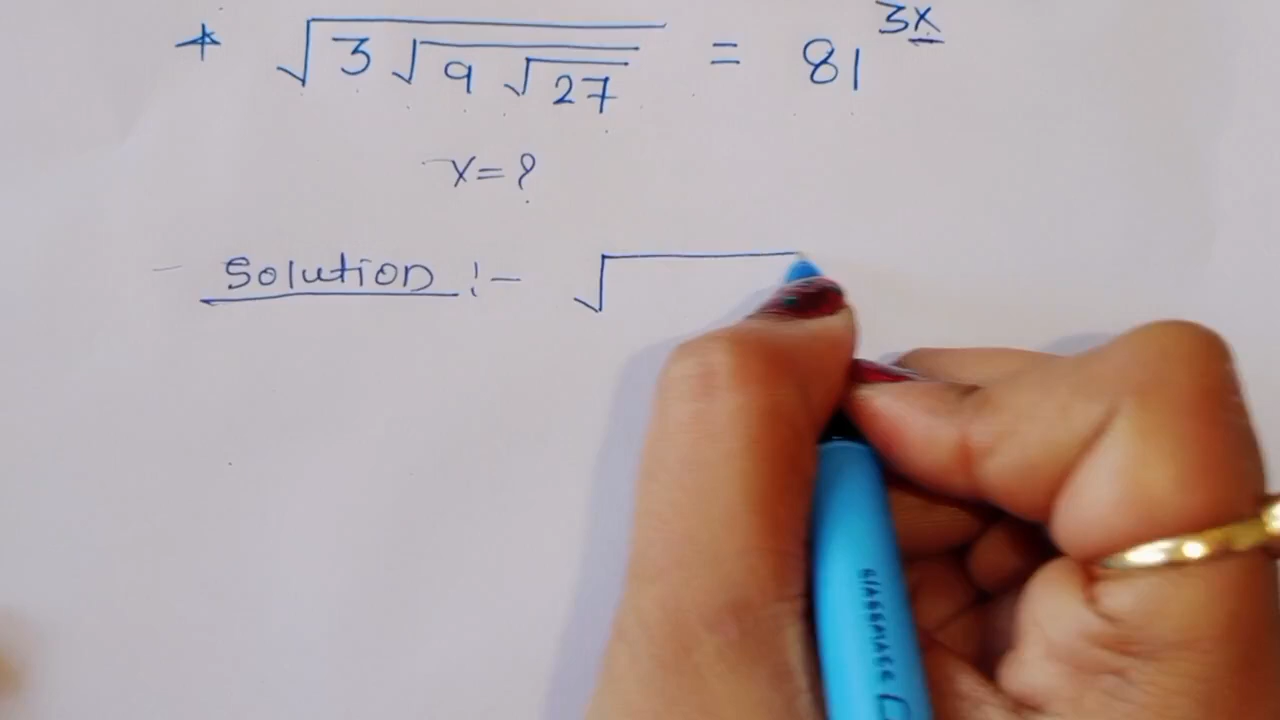 * √3√9√27 = 81^3x
x = ?
Solution :- √